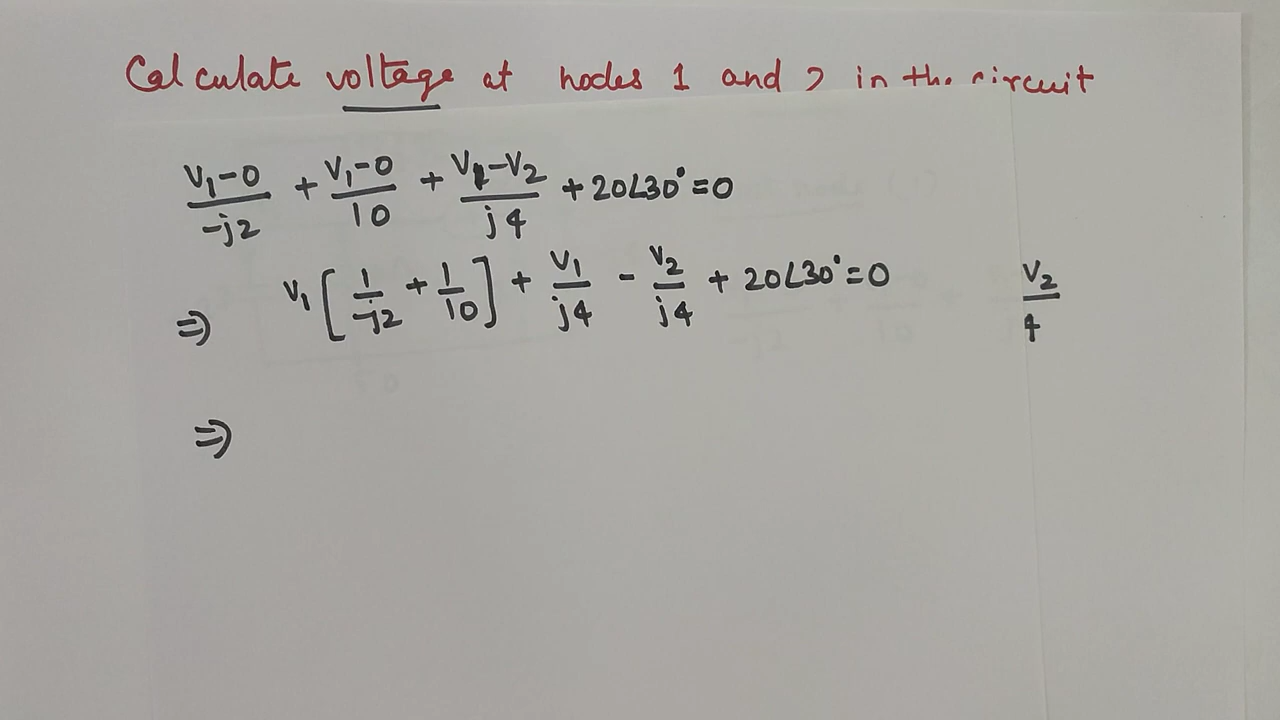 Calculate voltage at nodes 1 and 2 in the circuit
V₁-0/-j2 + V₁-0/10 + V₁-V₂/j4 + 20∠30° = 0
⇒ V₁ [1/-j2 + 1/10] + V₁/j4 - V₂/j4 + 20∠30° = 0
V₂/4
⇒